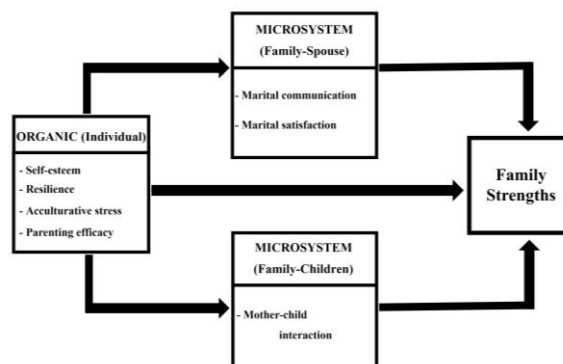 MICROSYSTEM
(Family-Spouse)
- Marital communication
- Marital satisfaction
ORGANIC (Individual)
- Self-esteem
- Resilience
- Acculturative stress
- Parenting efficacy
Family
Strengths
MICROSYSTEM
(Family-Children)
- Mother-child
interaction